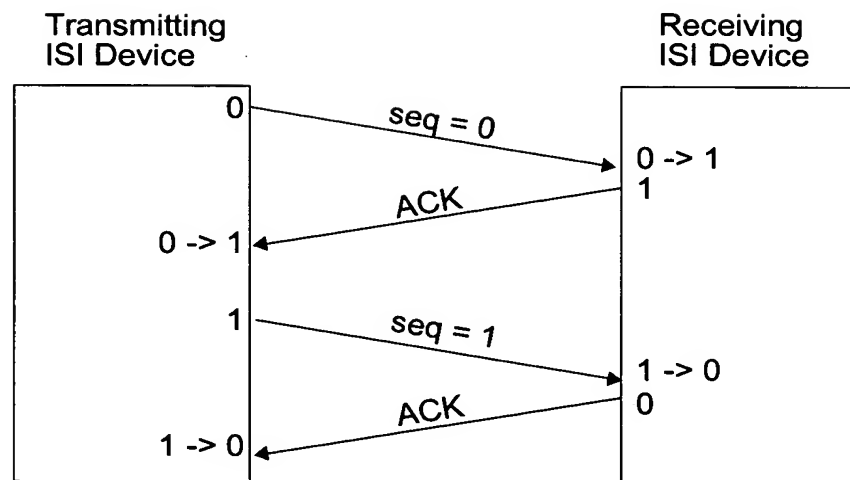 Transmitting
ISI Device
Receiving
ISI Device
0
seq = 0
0 -> 1
1
ACK
0 -> 1
1
seq = 1
1 -> 0
0
ACK
1 -> 0